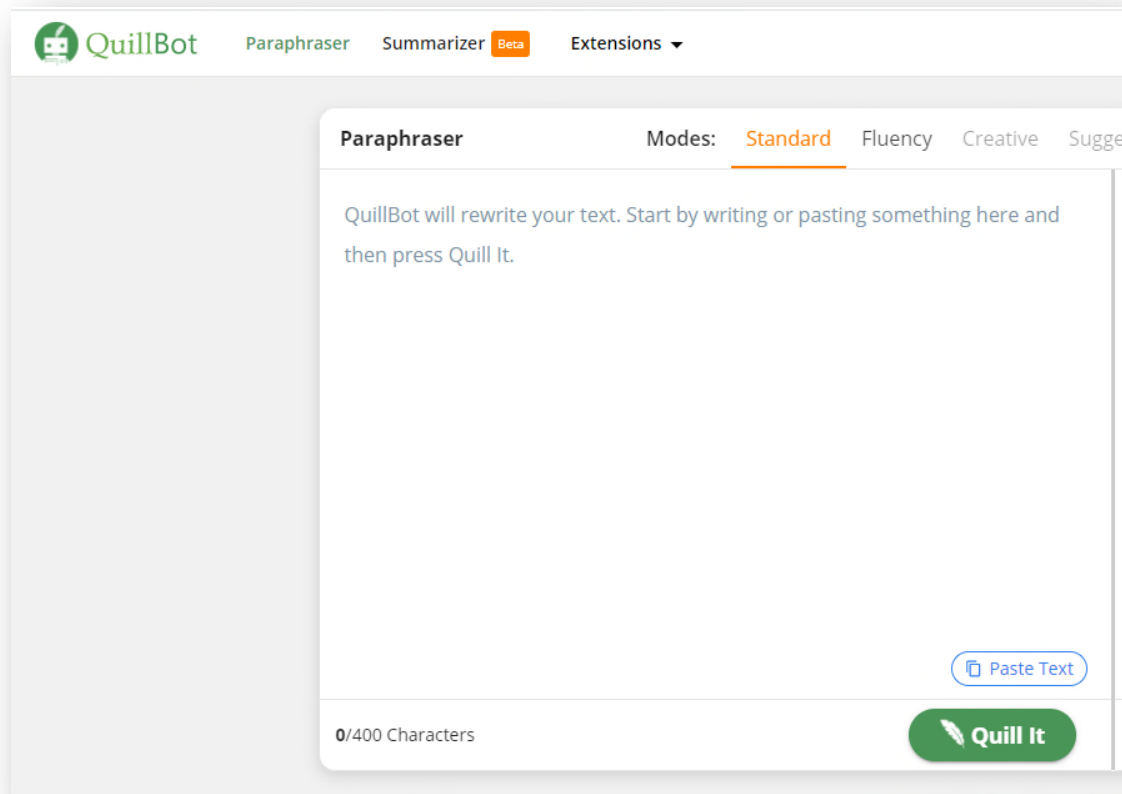 QuillBot Paraphraser Summarizer Beta Extensions
Paraphraser Modes: Standard Fluency Creative
QuillBot will rewrite your text. Start by writing or pasting something here and
then press Quill It.
Paste Text
0/400 Characters Quill It